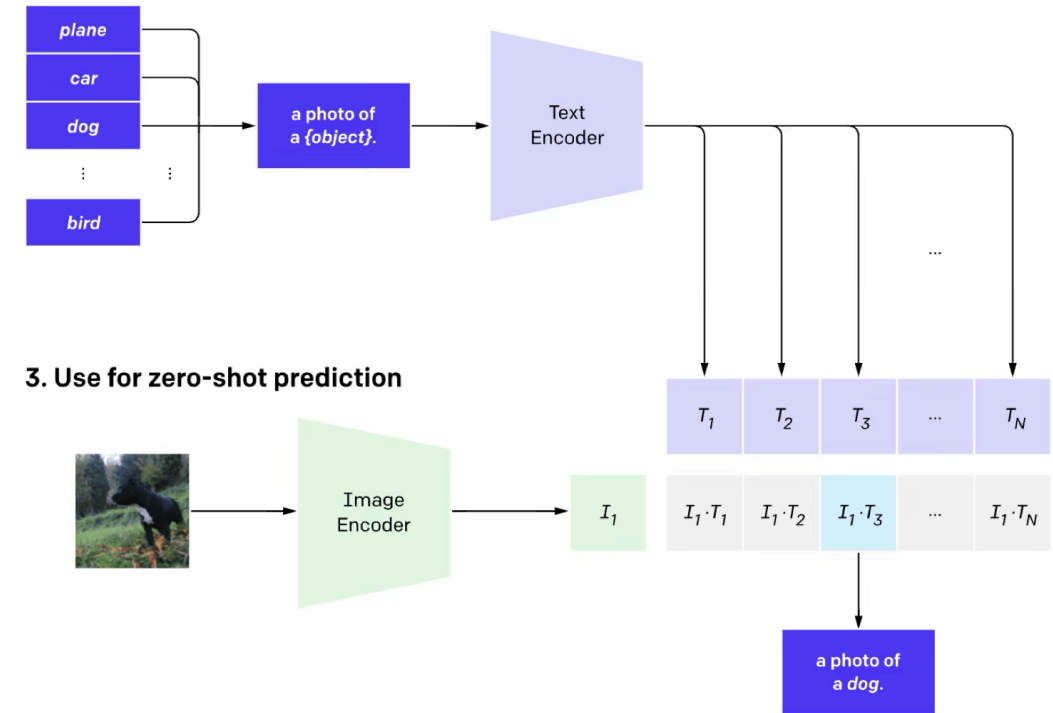 plane
car
dog
⋮ ⋮
bird
a photo of
a {object}.
Text
Encoder
...
3. Use for zero-shot prediction
T1 T2 T3 ... TN
Image
Encoder
I1 I1·T1 I1·T2 I1·T3 ... I1·TN
a photo of
a dog.